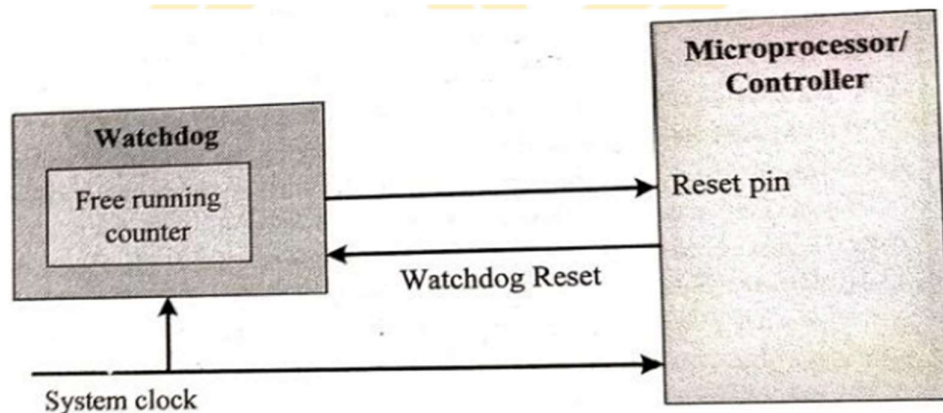 Microprocessor/
Controller
Watchdog
Free running
counter
Reset pin
Watchdog Reset
System clock